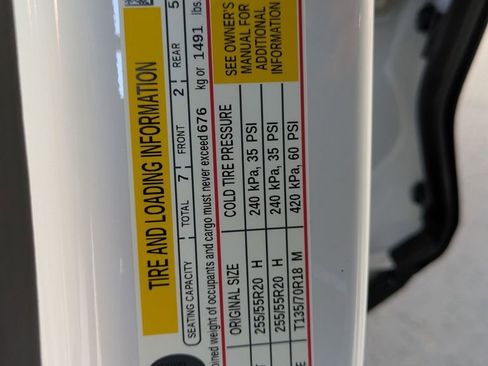 TIRE AND LOADING INFORMATION
SEATING CAPACITY TOTAL 7 FRONT 2 REAR 5
of occupants and cargo must never exceed 676 kg or 1491 lbs
ORIGINAL SIZE COLD TIRE PRESSURE
255/55R20 H 240 kPa, 35 PSI
255/55R20 H 240 kPa, 35 PSI
T135/70R18 M 420 kPa, 60 PSI
SEE OWNER'S
MANUAL FOR
ADDITIONAL
INFORMATION